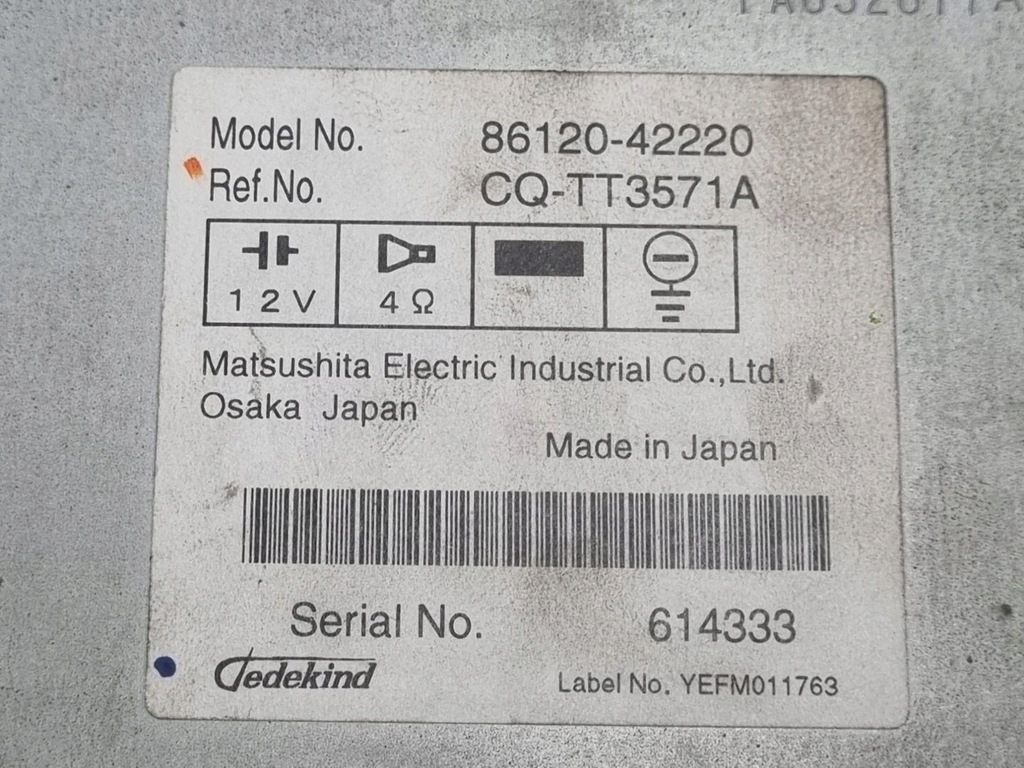 Model No. 86120-42220
Ref.No. CQ-TT3571A
12V 4Ω
Matsushita Electric Industrial Co.,Ltd.
Osaka Japan
Made in Japan
Serial No. 614333
Gedekind
Label No. YEFM011763